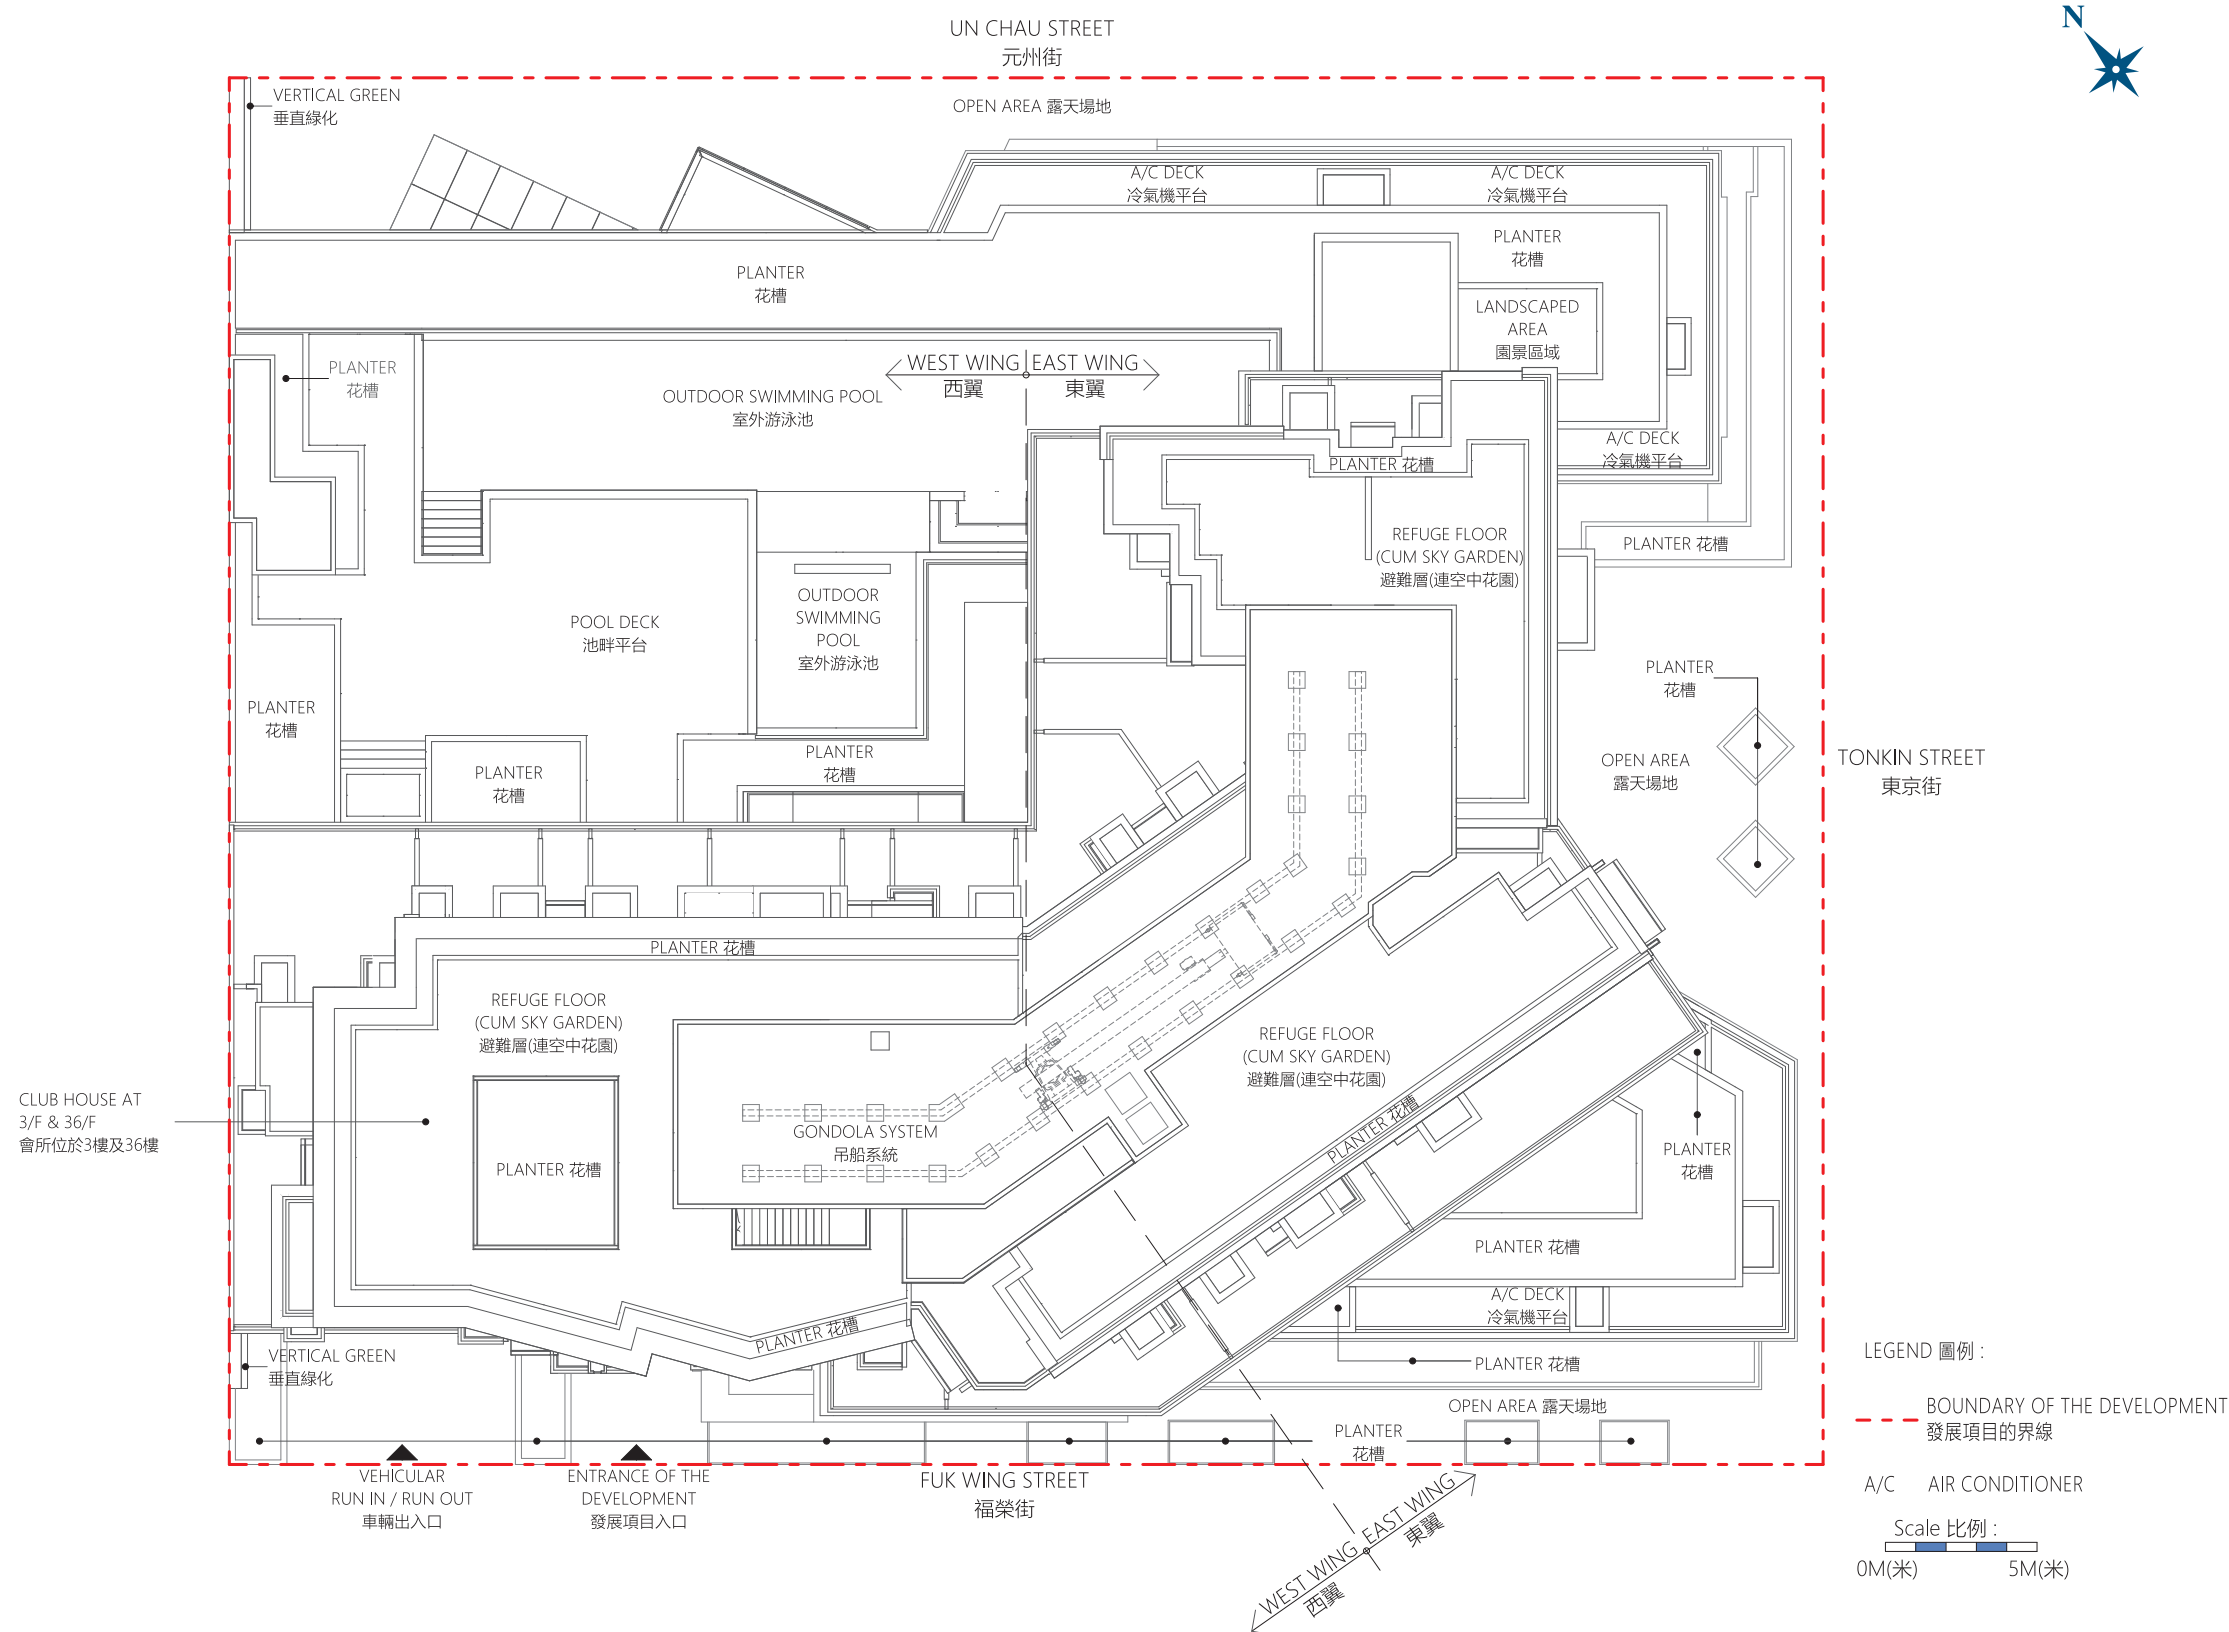 UN CHAU STREET
元州街
N
VERTICAL GREEN
垂直綠化
OPEN AREA 露天場地
A/C DECK
冷氣機平台
A/C DECK
冷氣機平台
PLANTER
花槽
PLANTER
花槽
LANDSCAPED
AREA
園景區域
PLANTER
花槽
WEST WING
西翼
EAST WING
東翼
OUTDOOR SWIMMING POOL
室外游泳池
A/C DECK
冷氣機平台
PLANTER 花槽
REFUGE FLOOR
(CUM SKY GARDEN)
避難層(連空中花園)
PLANTER 花槽
OUTDOOR
SWIMMING
POOL
室外游泳池
POOL DECK
池畔平台
PLANTER
花槽
PLANTER
花槽
PLANTER
花槽
PLANTER
花槽
OPEN AREA
露天場地
TONKIN STREET
東京街
PLANTER 花槽
REFUGE FLOOR
(CUM SKY GARDEN)
避難層(連空中花園)
REFUGE FLOOR
(CUM SKY GARDEN)
避難層(連空中花園)
CLUB HOUSE AT
3/F & 36/F
會所位於3樓及36樓
GONDOLA SYSTEM
吊船系統
PLANTER 花槽
PLANTER 花槽
PLANTER
花槽
PLANTER 花槽
A/C DECK
冷氣機平台
PLANTER 花槽
VERTICAL GREEN
垂直綠化
PLANTER 花槽
OPEN AREA 露天場地
PLANTER
花槽
VEHICULAR
RUN IN / RUN OUT
車輛出入口
ENTRANCE OF THE
DEVELOPMENT
發展項目入口
FUK WING STREET
福榮街
WEST WING
西翼
EAST WING
東翼
LEGEND 圖例 :
BOUNDARY OF THE DEVELOPMENT
發展項目的界線
A/C AIR CONDITIONER
Scale 比例 :
0M(米) 5M(米)